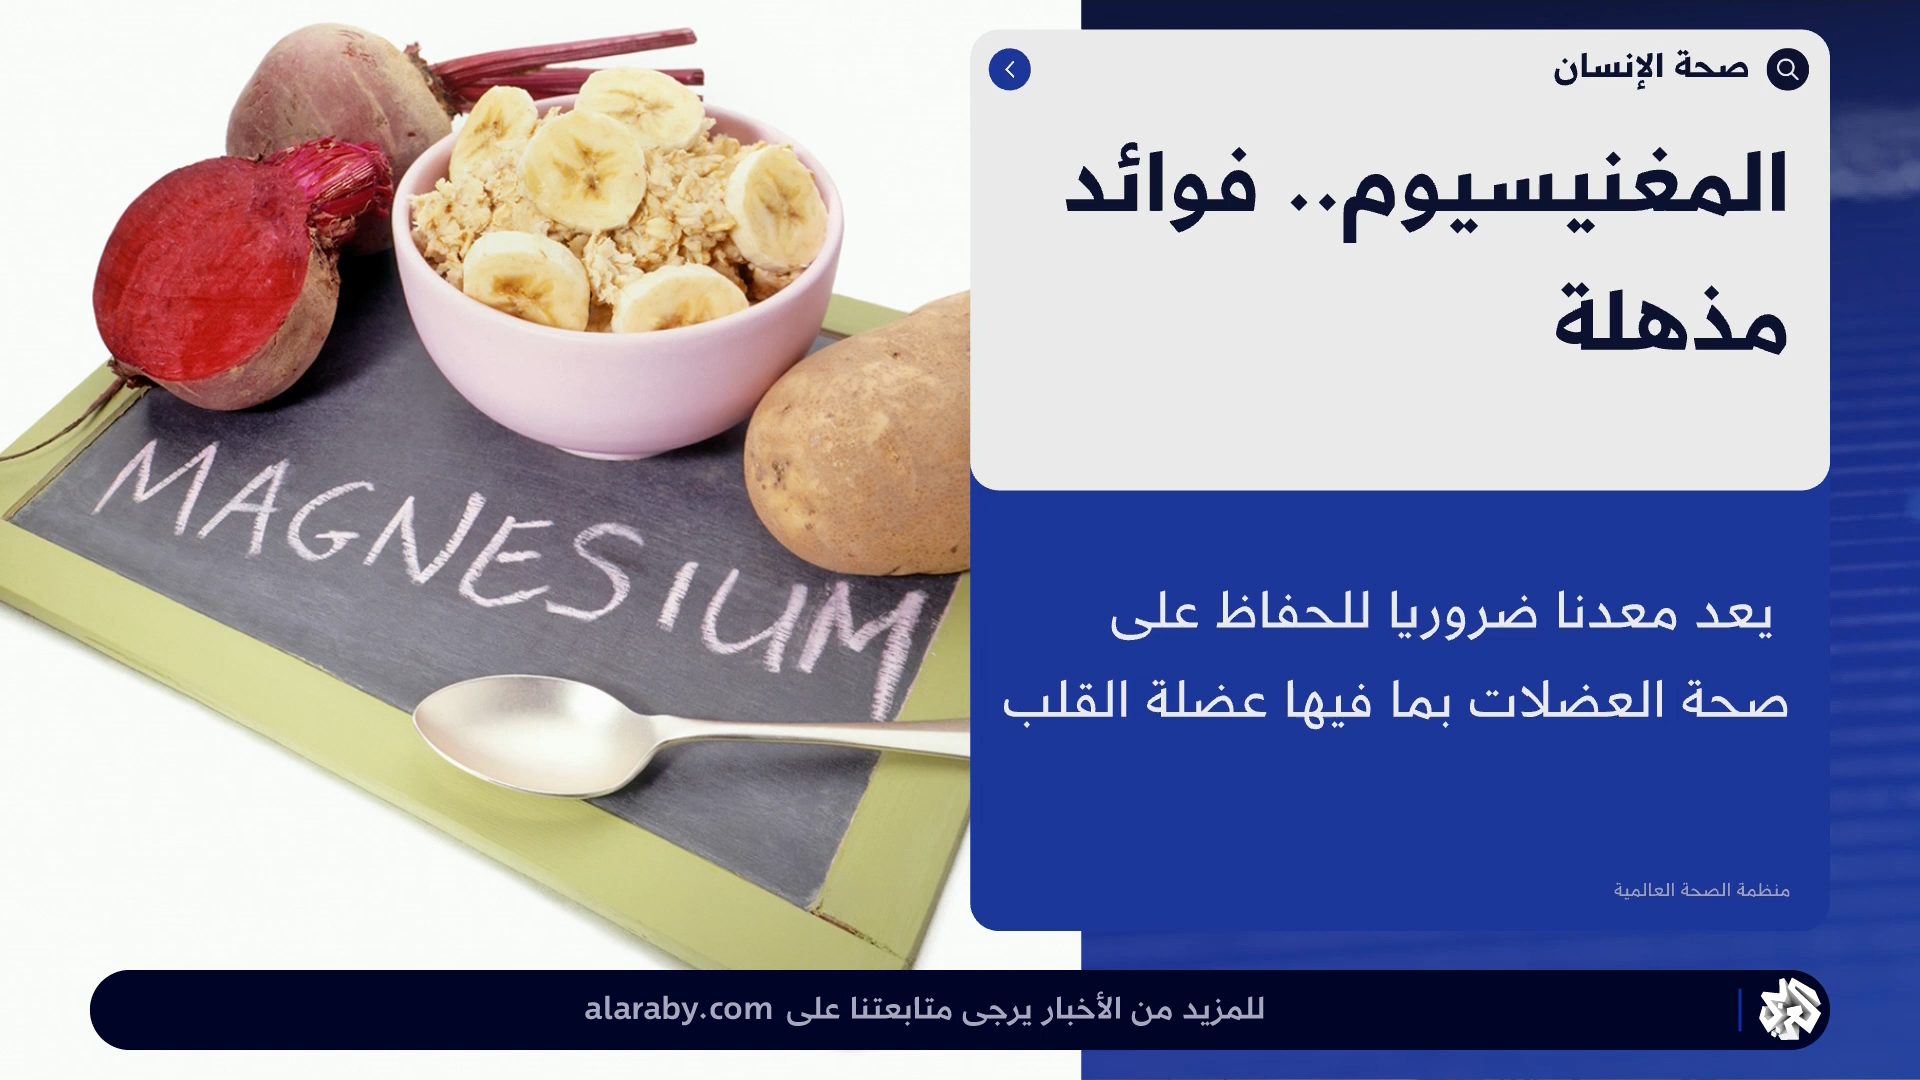 صحة الإنسان
المغنيسيوم.. فوائد
مذهلة
يعد معدنا ضروريا للحفاظ على
صحة العضلات بما فيها عضلة القلب
منظمة الصحة العالمية
MAGNESIUM
للمزيد من الأخبار يرجى متابعتنا على alaraby.com